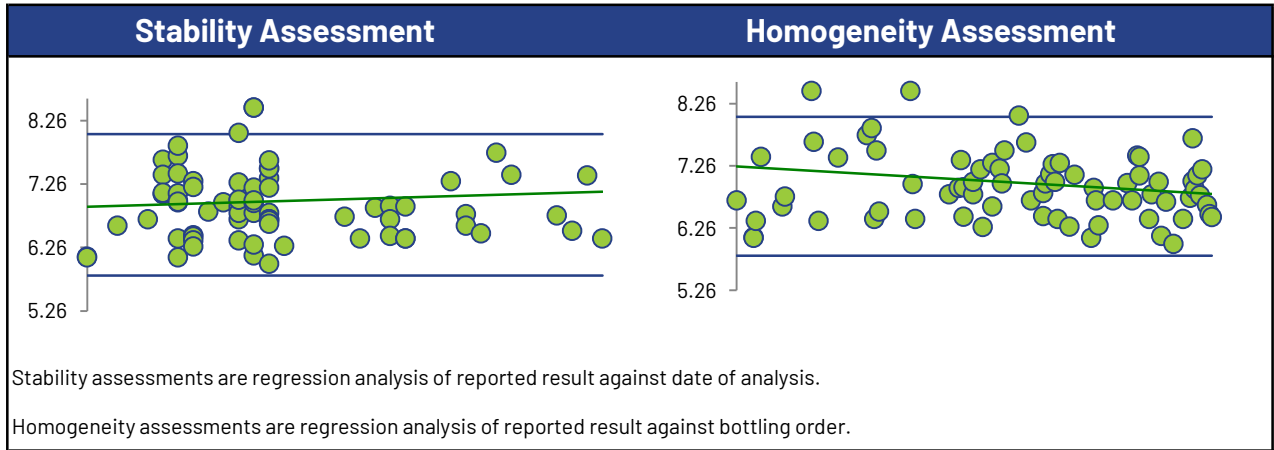 Stability Assessment
Homogeneity Assessment
8.26
7.26
6.26
5.26
8.26
7.26
6.26
5.26
Stability assessments are regression analysis of reported result against date of analysis.
Homogeneity assessments are regression analysis of reported result against bottling order.